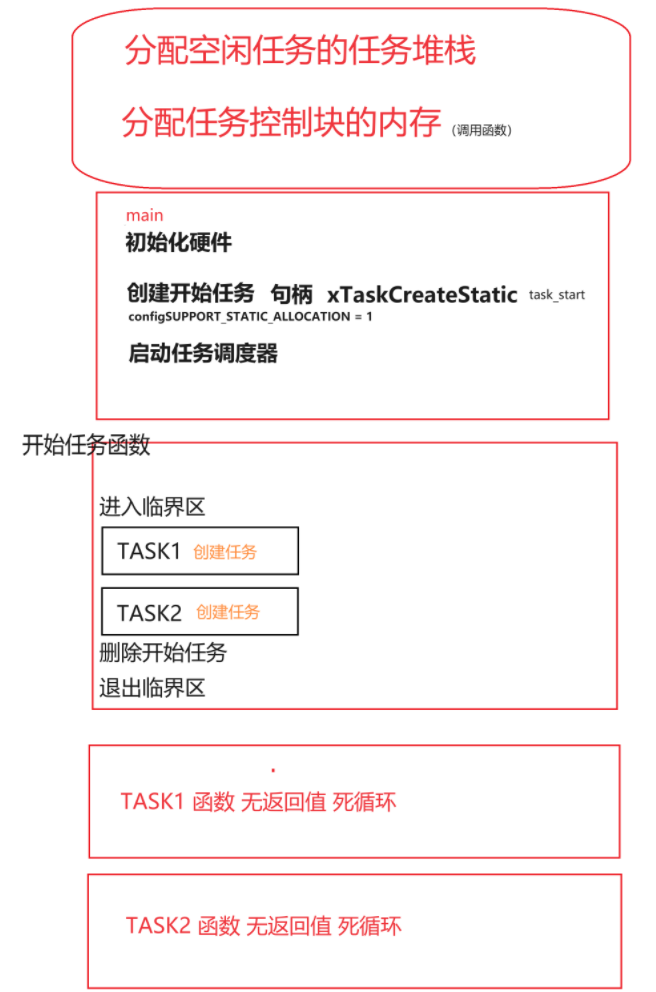 分配空闲任务的任务堆栈
分配任务控制块的内存（调用函数）
main
初始化硬件
创建开始任务 句柄 xTaskCreateStatic task_start
configSUPPORT_STATIC_ALLOCATION = 1
启动任务调度器
开始任务函数
进入临界区
TASK1 创建任务
TASK2 创建任务
删除开始任务
退出临界区
TASK1 函数 无返回值 死循环
TASK2 函数 无返回值 死循环